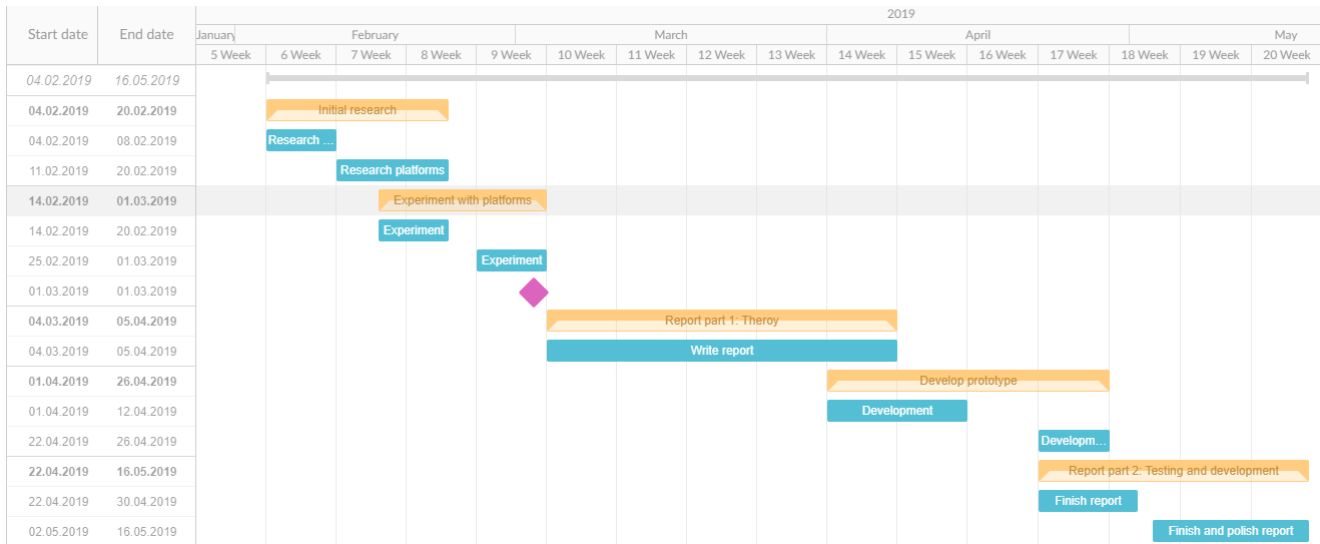 2019
Start date End date January February March April May
5 Week 6 Week 7 Week 8 Week 9 Week 10 Week 11 Week 12 Week 13 Week 14 Week 15 Week 16 Week 17 Week 18 Week 19 Week 20 Week
04.02.2019 16.05.2019
04.02.2019 20.02.2019 Initial research
04.02.2019 08.02.2019 Research ...
11.02.2019 20.02.2019 Research platforms
14.02.2019 01.03.2019 Experiment with platforms
14.02.2019 20.02.2019 Experiment
25.02.2019 01.03.2019 Experiment
01.03.2019 01.03.2019
04.03.2019 05.04.2019 Report part 1: Theroy
04.03.2019 05.04.2019 Write report
01.04.2019 26.04.2019 Develop prototype
01.04.2019 12.04.2019 Development
22.04.2019 26.04.2019 Developm...
22.04.2019 16.05.2019 Report part 2: Testing and development
22.04.2019 30.04.2019 Finish report
02.05.2019 16.05.2019 Finish and polish report